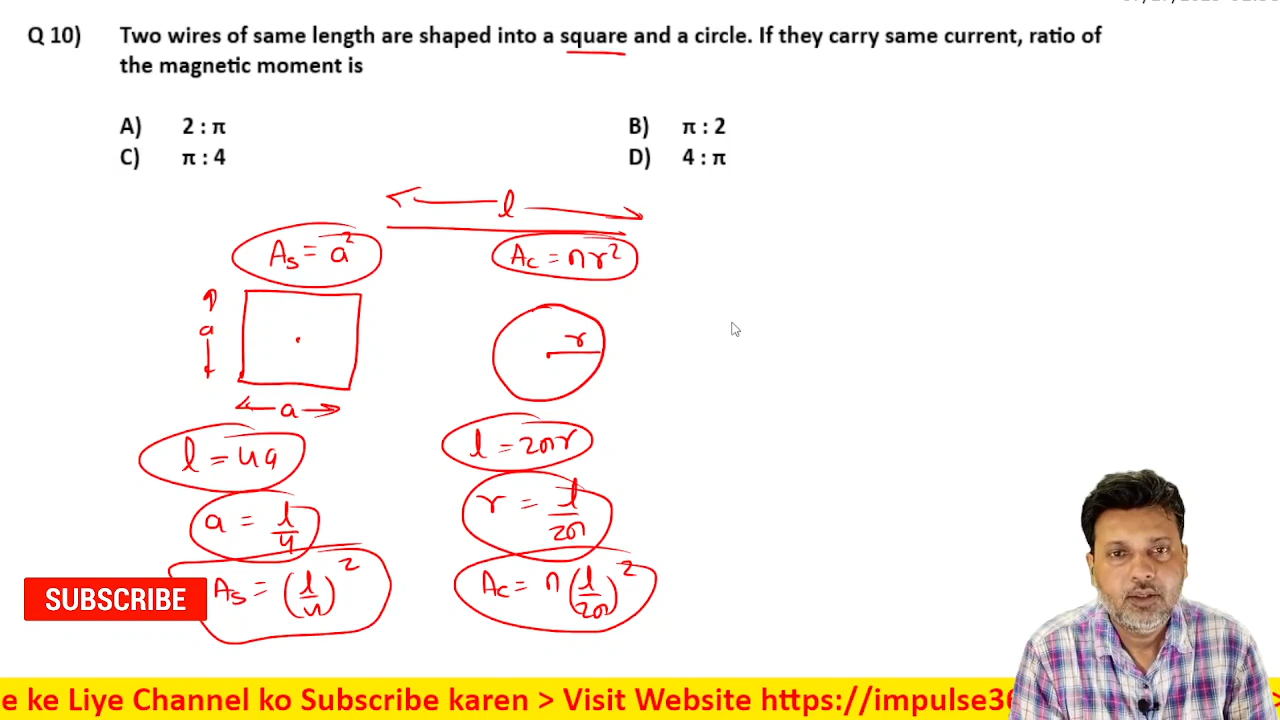 Q 10) Two wires of same length are shaped into a square and a circle. If they carry same current, ratio of
the magnetic moment is
A) 2 : π B) π : 2
C) π : 4 D) 4 : π
l
As = a² Ac = πr²
a r
a
l = 4a l = 2πr
a = l/4 r = l/2π
As = (l/4)² Ac = π(l/2π)²
SUBSCRIBE
e ke Liye Channel ko Subscribe karen > Visit Website https://impulse36